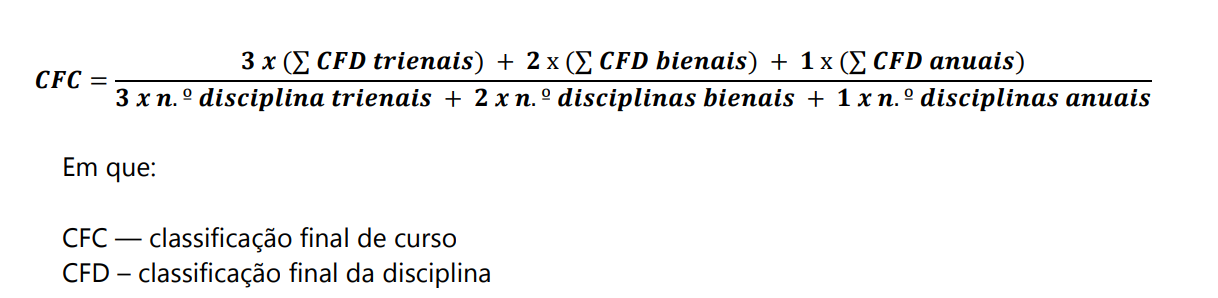 CFC = 3 x (∑ CFD trienais) + 2 x (∑ CFD bienais) + 1 x (∑ CFD anuais)
3 x n.º disciplina trienais + 2 x n.º disciplinas bienais + 1 x n.º disciplinas anuais
Em que:
CFC — classificação final de curso
CFD – classificação final da disciplina